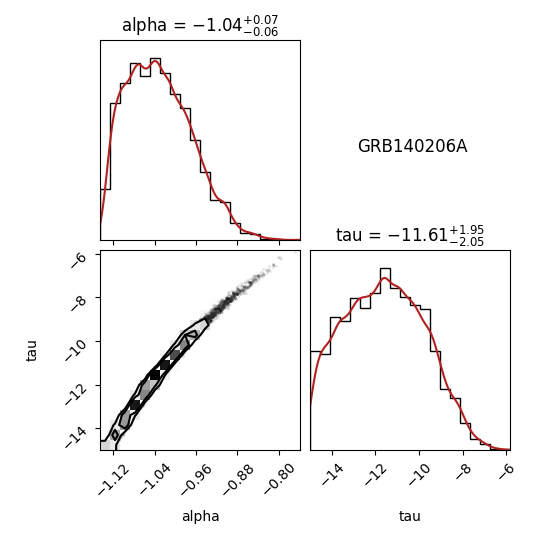 alpha = −1.04 +0.07 −0.06
GRB140206A
tau = −11.61 +1.95 −2.05
−6
−8
−10
−12
−14
tau
−1.12 −1.04 −0.96 −0.88 −0.80
alpha
−14 −12 −10 −8 −6
tau